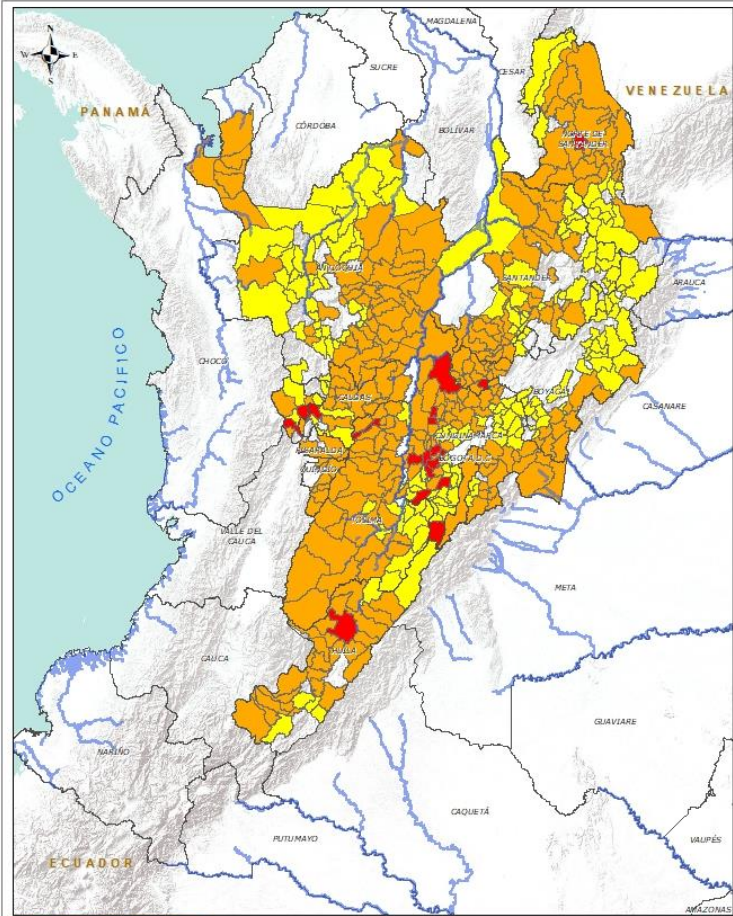 N
W E
S
MAGDALENA
SUCRE
CESAR
VENEZUELA
PANAMÁ
CÓRDOBA
BOLÍVAR
NORTE DE
SANTANDER
ANTIOQUIA
SANTANDER
ARAUCA
CHOCÓ
OCEANO PACIFICO
BOYACÁ
CALDAS
CASANARE
CUNDINAMARCA
RISARALDA
BOGOTÁ D.C.
QUINDÍO
TOLIMA
VALLE DEL
CAUCA
META
HUILA
CAUCA
GUAVIARE
NARIÑO
CAQUETÁ
PUTUMAYO
VAUPÉS
ECUADOR
AMAZONAS